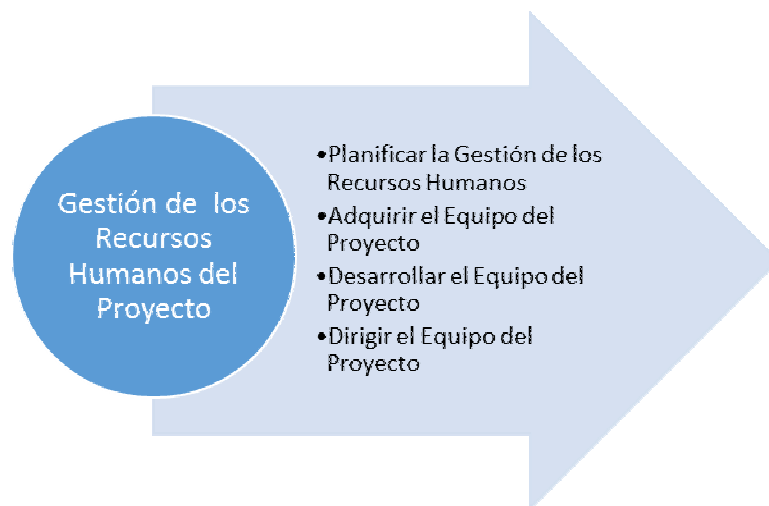 Gestión de los
Recursos
Humanos del
Proyecto
•Planificar la Gestión de los
Recursos Humanos
•Adquirir el Equipo del
Proyecto
•Desarrollar el Equipo del
Proyecto
•Dirigir el Equipo del
Proyecto